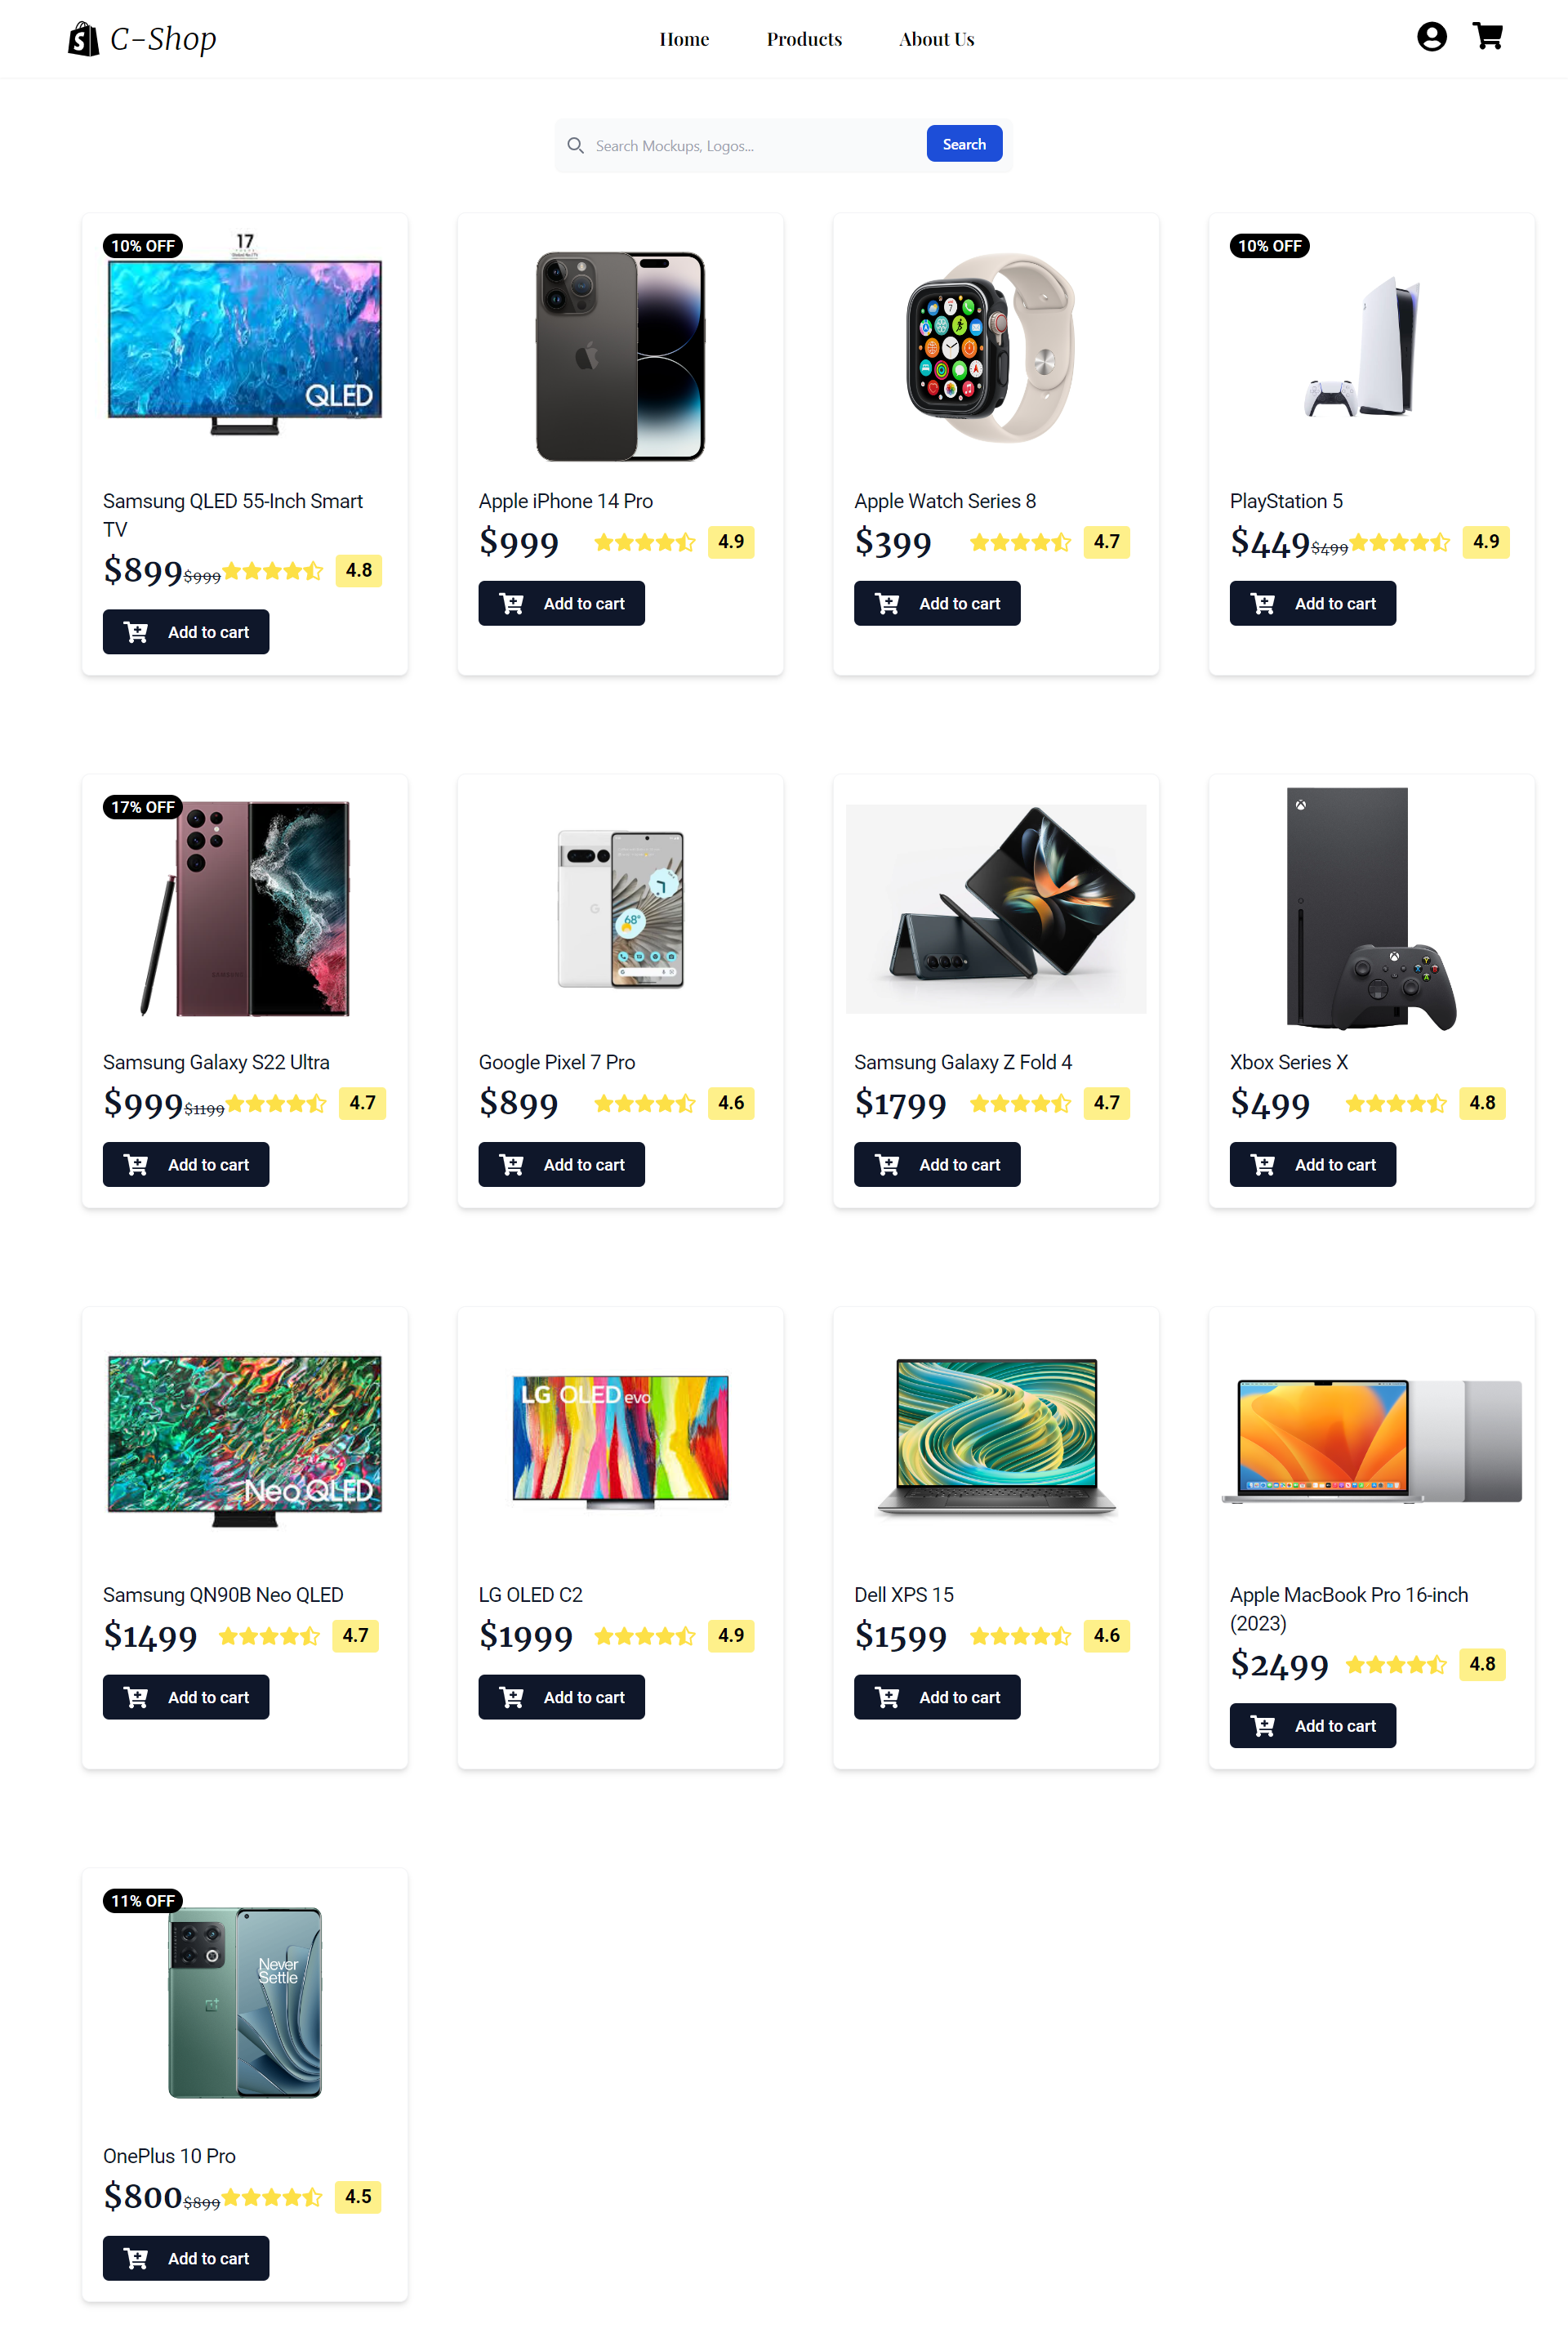 C-Shop
Home Products About Us
Search Mockups, Logos...
Search
10% OFF
17
QLED
Samsung QLED 55-Inch Smart
TV
$899 $999 4.8
Add to cart
Apple iPhone 14 Pro
$999 4.9
Add to cart
Apple Watch Series 8
$399 4.7
Add to cart
10% OFF
PlayStation 5
$449 $499 4.9
Add to cart
17% OFF
SAMSUNG
Samsung Galaxy S22 Ultra
$999 $1199 4.7
Add to cart
68°
Google Pixel 7 Pro
$899 4.6
Add to cart
Samsung Galaxy Z Fold 4
$1799 4.7
Add to cart
Xbox Series X
$499 4.8
Add to cart
Neo QLED
Samsung QN90B Neo QLED
$1499 4.7
Add to cart
LG OLED evo
LG OLED C2
$1999 4.9
Add to cart
Dell XPS 15
$1599 4.6
Add to cart
Apple MacBook Pro 16-inch
(2023)
$2499 4.8
Add to cart
11% OFF
Never
Settle
OnePlus 10 Pro
$800 $899 4.5
Add to cart